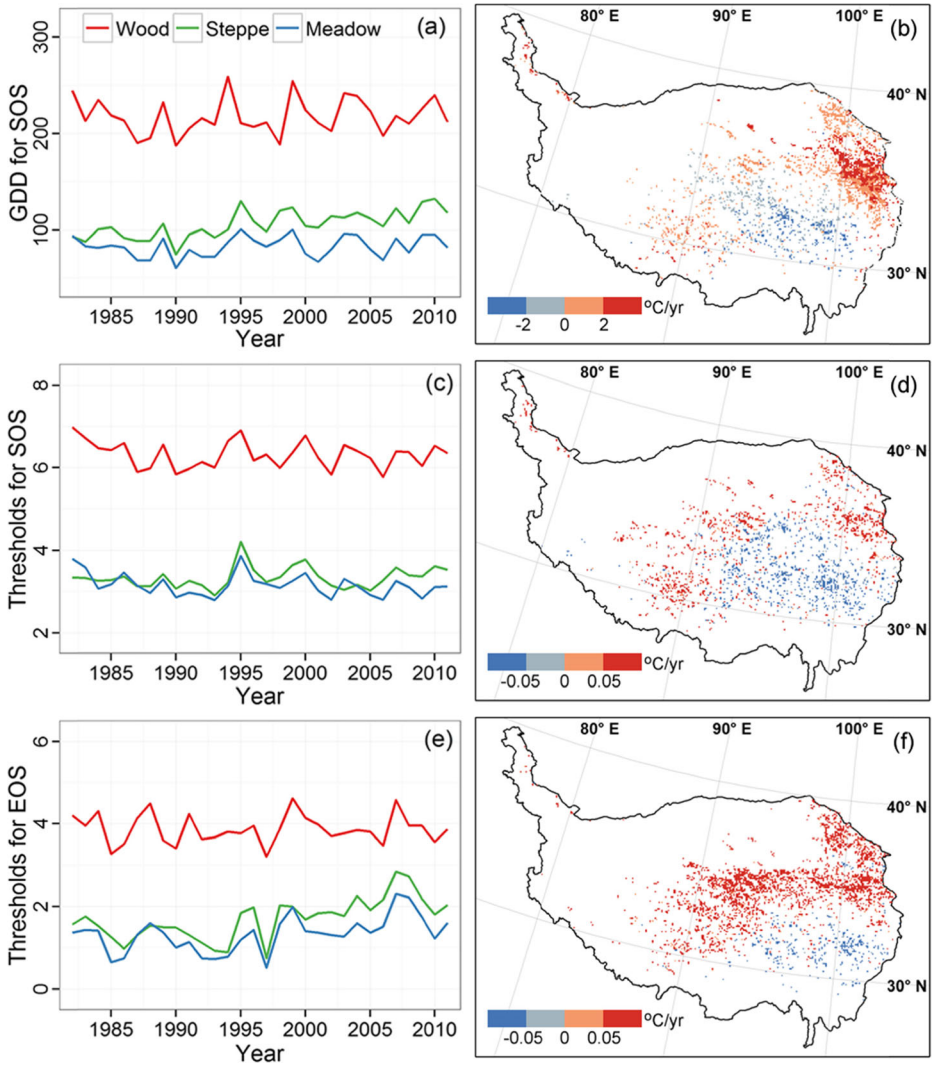 Wood Steppe Meadow (a)
300
200
100
GDD for SOS
1985 1990 1995 2000 2005 2010
Year
80° E 90° E 100° E (b)
40° N
30° N
-2 0 2 °C/yr
(c)
8
6
4
2
Thresholds for SOS
1985 1990 1995 2000 2005 2010
Year
80° E 90° E 100° E (d)
40° N
30° N
-0.05 0 0.05 °C/yr
(e)
6
4
2
0
Thresholds for EOS
1985 1990 1995 2000 2005 2010
Year
80° E 90° E 100° E (f)
40° N
30° N
-0.05 0 0.05 °C/yr